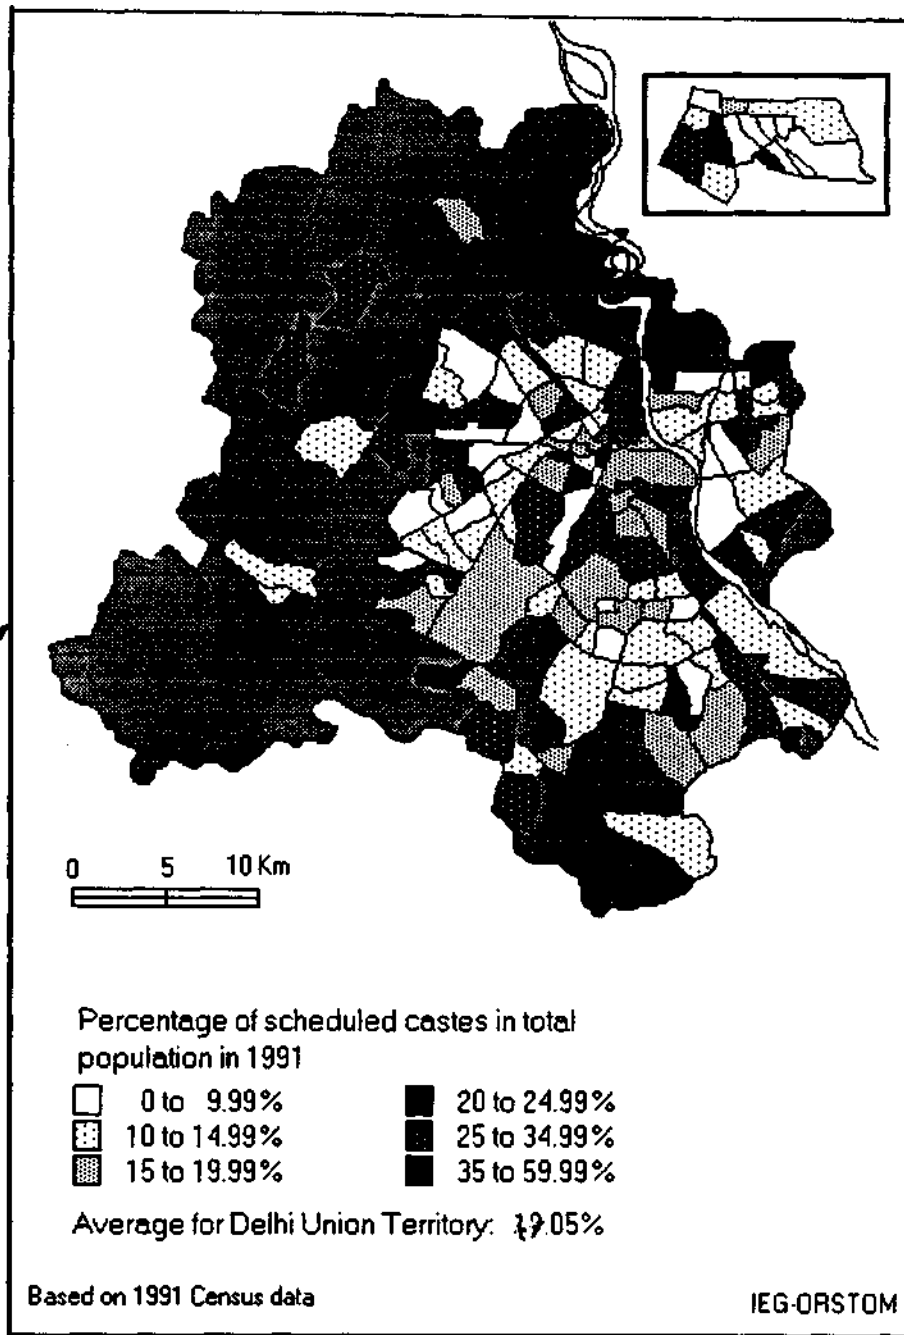 0 5 10 Km
Percentage of scheduled castes in total
population in 1991
0 to 9.99% 20 to 24.99%
10 to 14.99% 25 to 34.99%
15 to 19.99% 35 to 59.99%
Average for Delhi Union Territory: 19.05%
Based on 1991 Census data IEG-ORSTOM